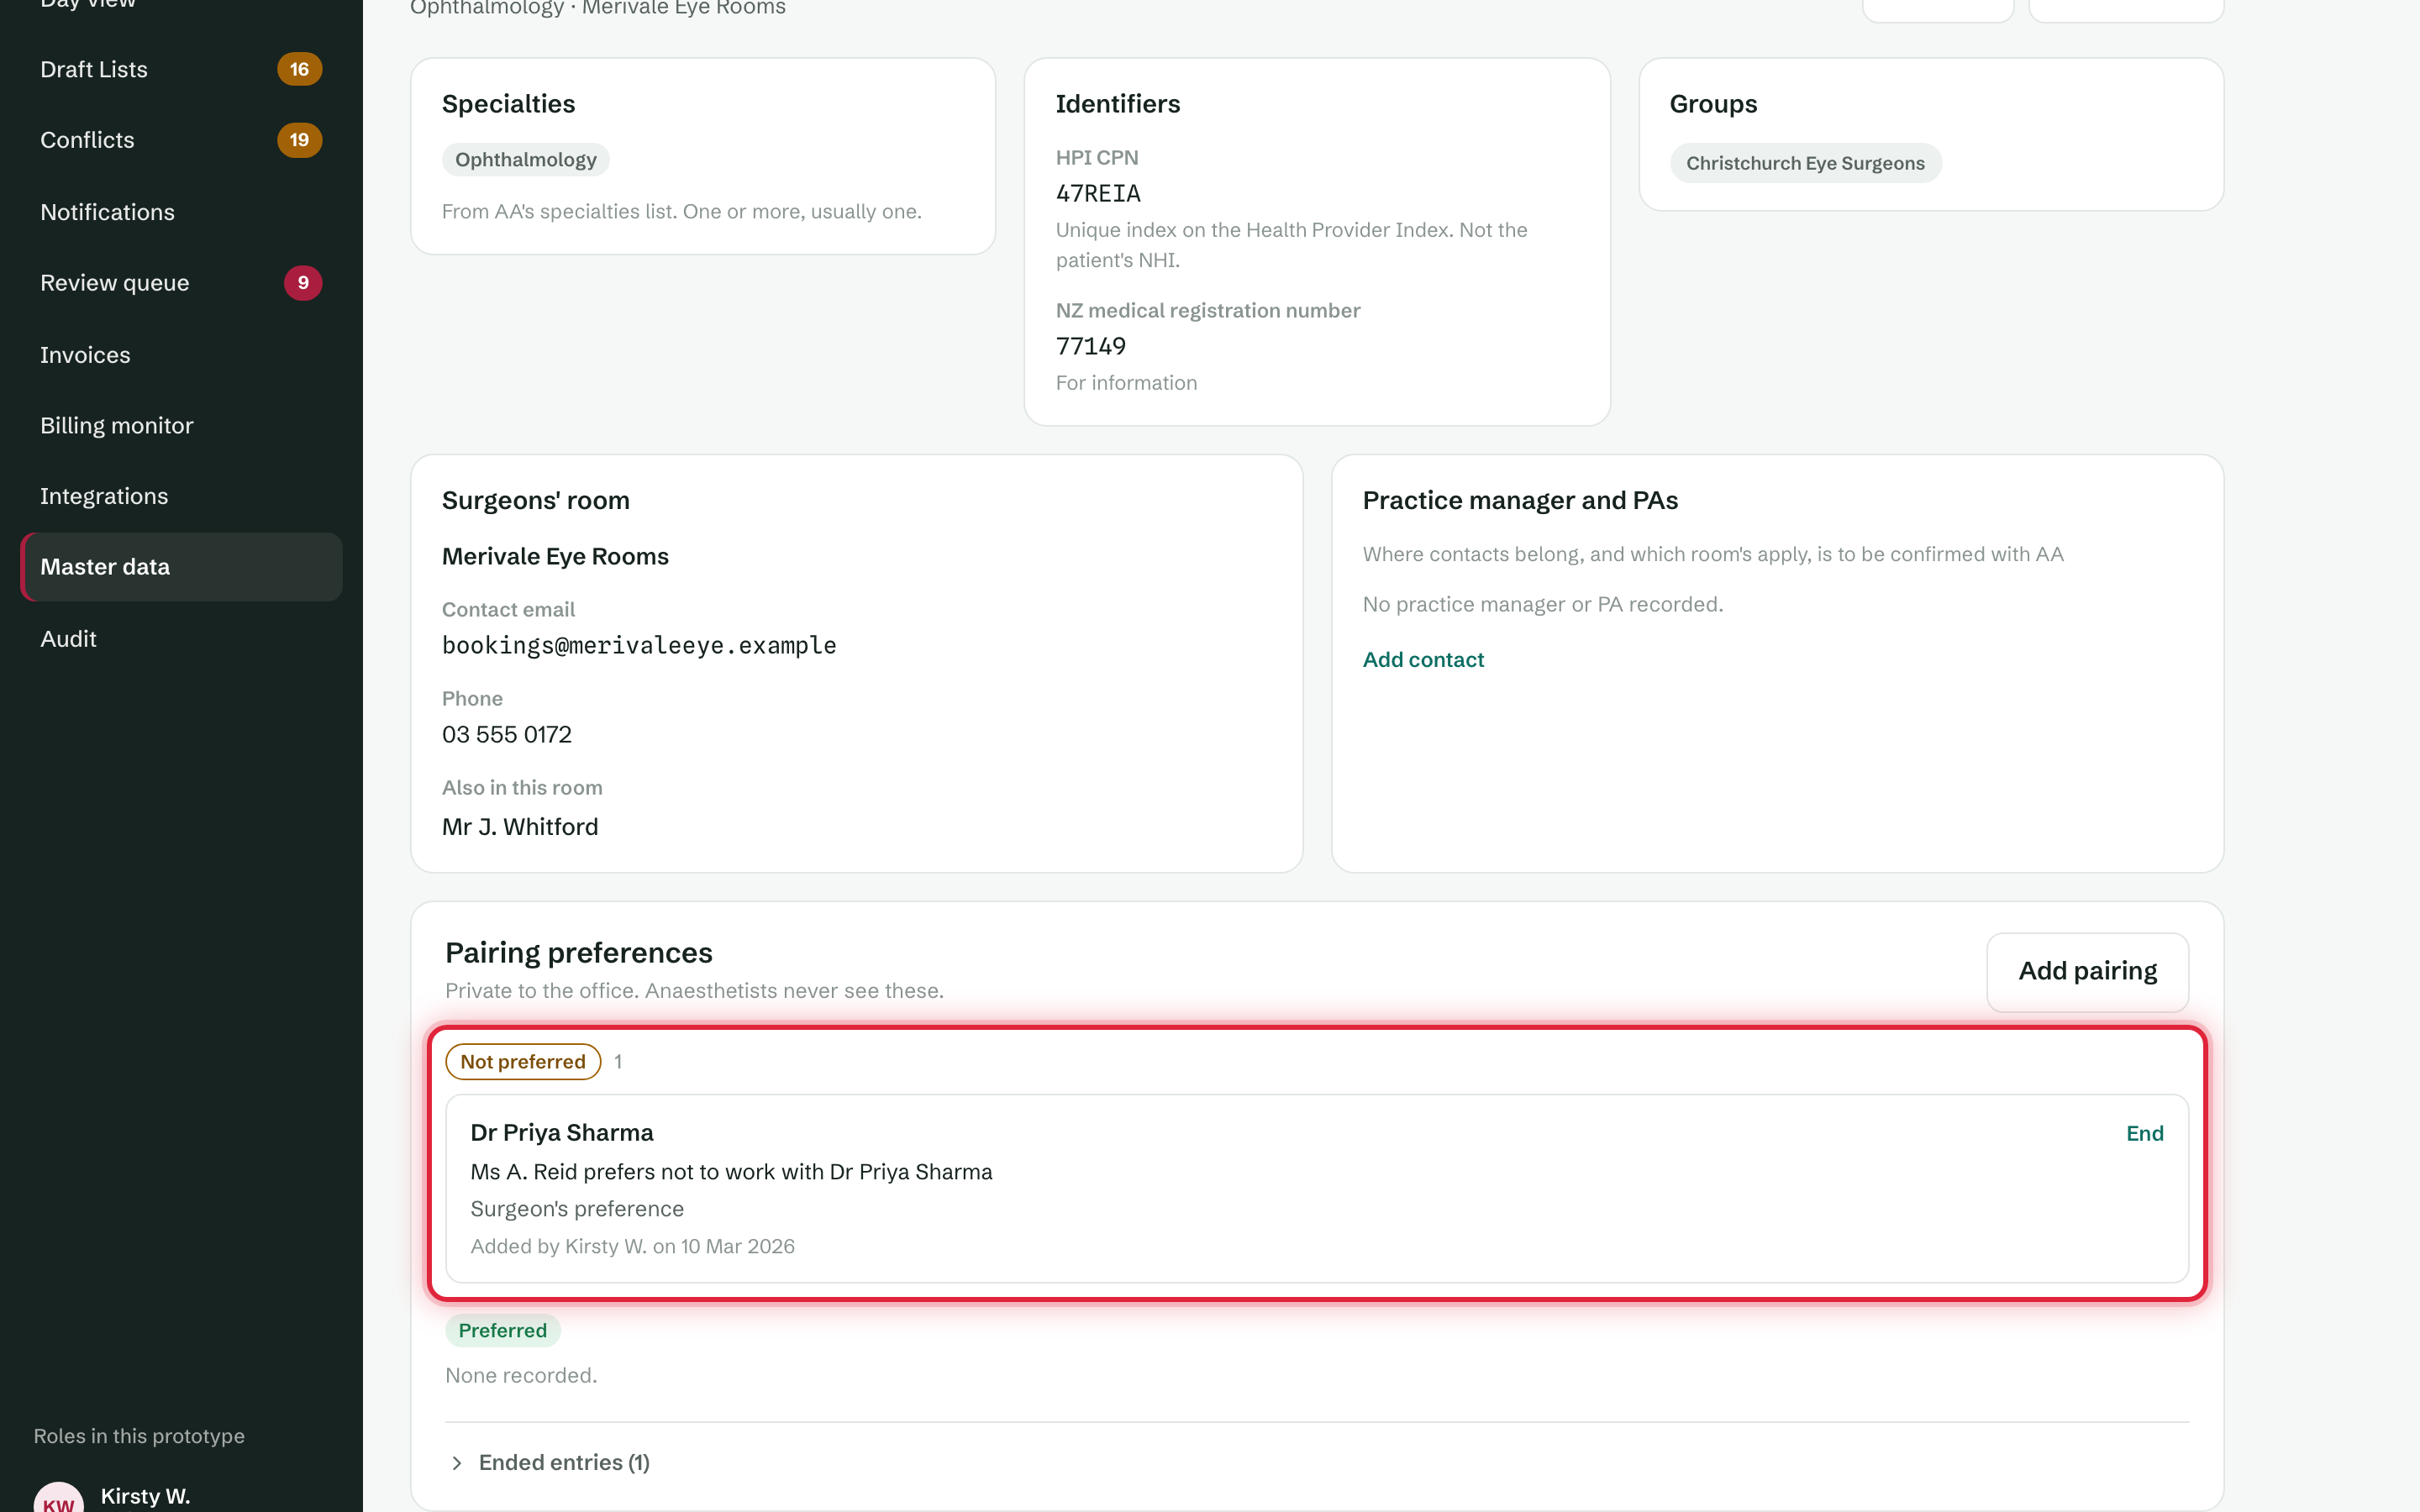 Day view
Draft Lists 16
Conflicts 19
Notifications
Review queue 9
Invoices
Billing monitor
Integrations
Master data
Audit
Roles in this prototype
KW Kirsty W.
Ophthalmology · Merivale Eye Rooms
Specialties
Ophthalmology
From AA's specialties list. One or more, usually one.
Identifiers
HPI CPN
47REIA
Unique index on the Health Provider Index. Not the
patient's NHI.
NZ medical registration number
77149
For information
Groups
Christchurch Eye Surgeons
Surgeons' room
Merivale Eye Rooms
Contact email
bookings@merivaleeye.example
Phone
03 555 0172
Also in this room
Mr J. Whitford
Practice manager and PAs
Where contacts belong, and which room's apply, is to be confirmed with AA
No practice manager or PA recorded.
Add contact
Pairing preferences
Private to the office. Anaesthetists never see these.
Add pairing
Not preferred 1
Dr Priya Sharma
End
Ms A. Reid prefers not to work with Dr Priya Sharma
Surgeon's preference
Added by Kirsty W. on 10 Mar 2026
Preferred
None recorded.
Ended entries (1)